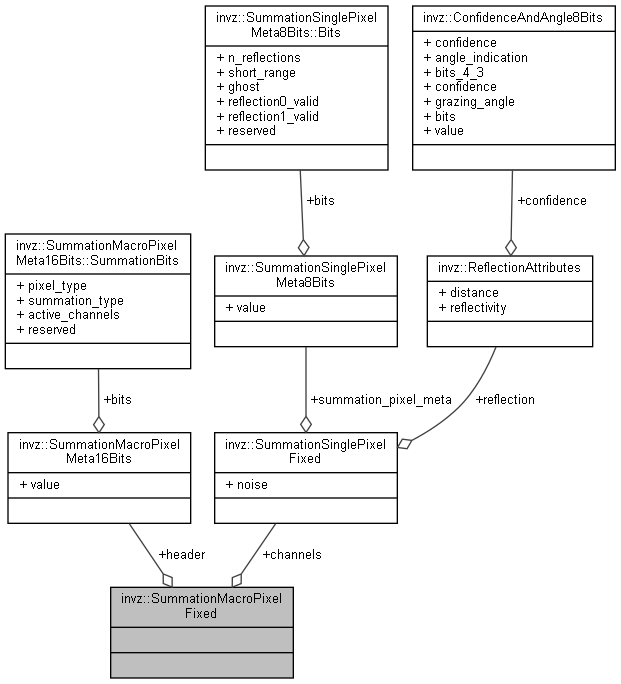 invz::SummationSinglePixel
Meta8Bits::Bits
+ n_reflections
+ short_range
+ ghost
+ reflection0_valid
+ reflection1_valid
+ reserved
invz::ConfidenceAndAngle8Bits
+ confidence
+ angle_indication
+ bits_4_3
+ confidence
+ grazing_angle
+ bits
+ value
+bits
+confidence
invz::SummationMacroPixel
Meta16Bits::SummationBits
+ pixel_type
+ summation_type
+ active_channels
+ reserved
invz::SummationSinglePixel
Meta8Bits
+ value
invz::ReflectionAttributes
+ distance
+ reflectivity
+bits
+summation_pixel_meta
+reflection
invz::SummationMacroPixel
Meta16Bits
+ value
invz::SummationSinglePixel
Fixed
+ noise
+header
+channels
invz::SummationMacroPixel
Fixed